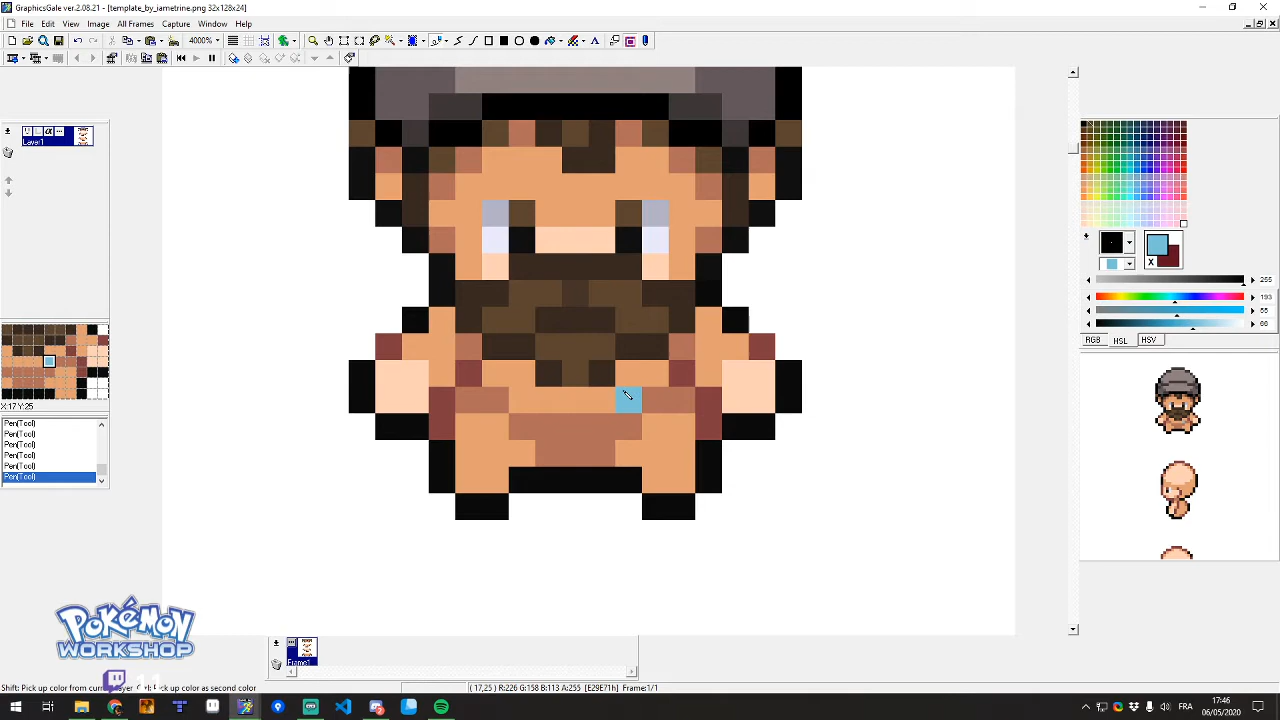 GraphicsGale ver.2.08.21 - [template_by_iametrine.png 32x128x24]
File Edit View Image All Frames Capture Window Help
4000%
Layer1
X:17 Y:25
Pen(Tool)
Pen(Tool)
Pen(Tool)
Pen(Tool)
Pen(Tool)
Pen(Tool)
X
255
193
55
66
RGB HSL HSV
Frame1
Pokémon
WORKSHOP
11
Shift: Pick up color from current layer Ctrl: Pick up color as second color
( 17,25) R:226 G:158 B:113 A:255 [E29E71h] Frame:1/1
FRA
17:46
06/05/2020